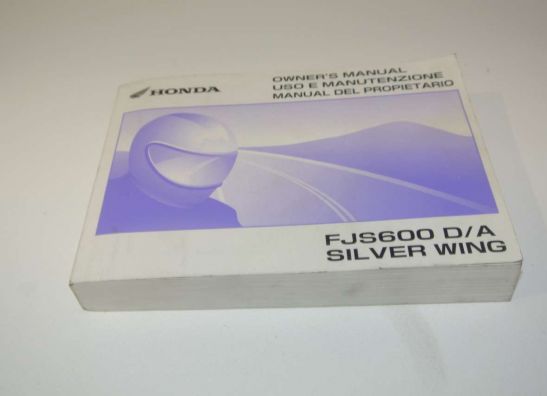 HONDA
OWNER'S MANUAL
USO E MANUTENZIONE
MANUAL DEL PROPIETARIO
FJS600 D/A
SILVER WING